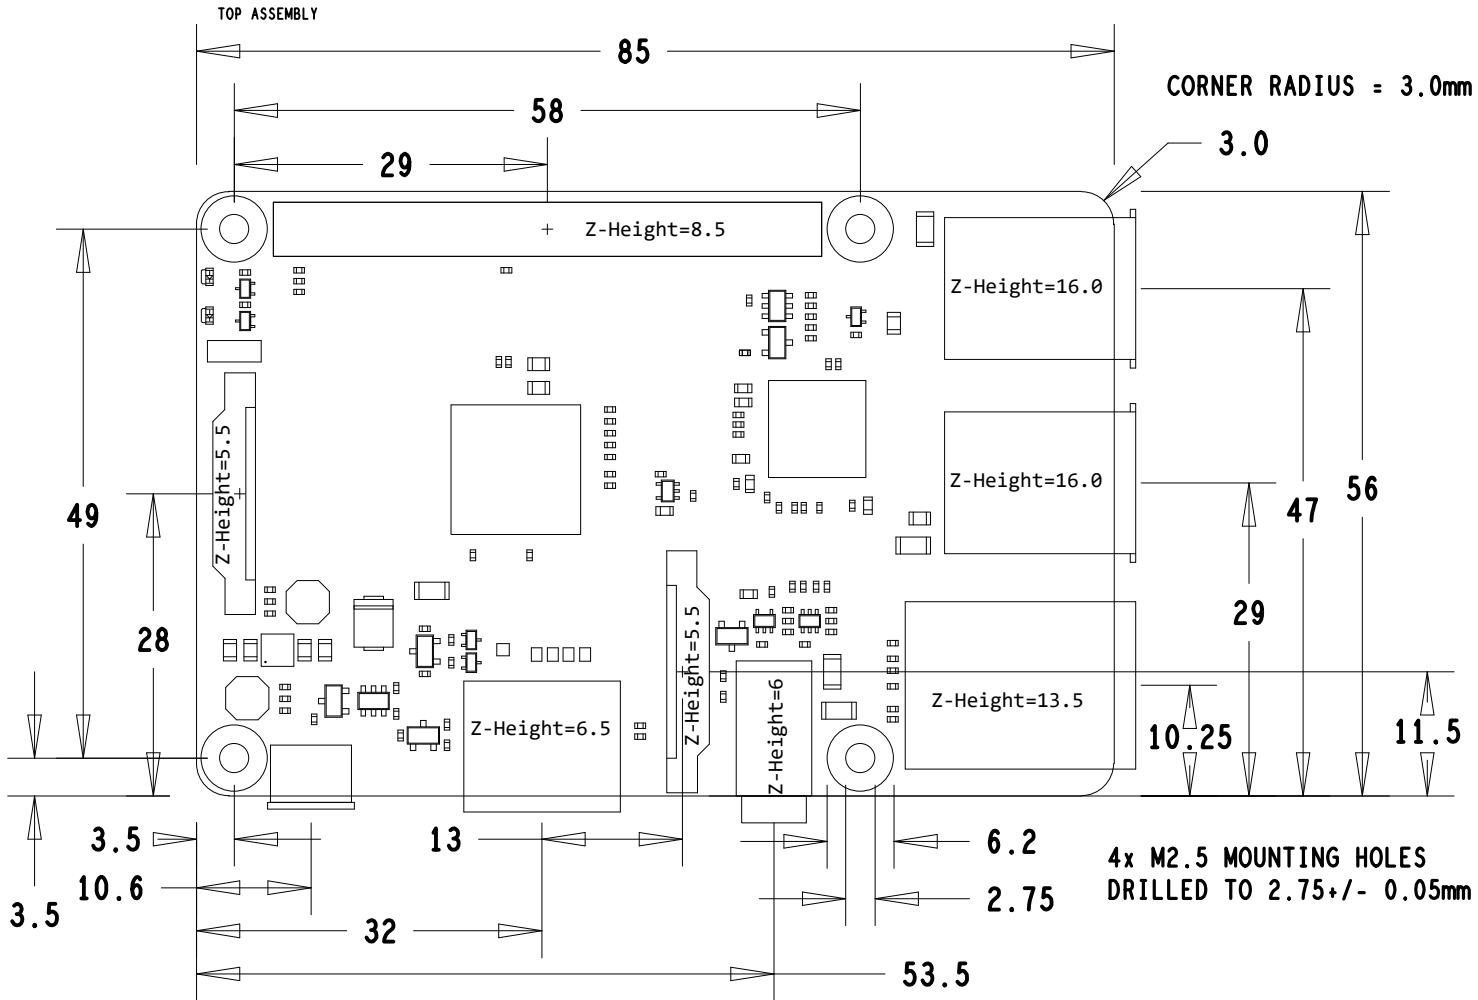 TOP ASSEMBLY
85
CORNER RADIUS = 3.0mm
58
3.0
29
Z-Height=8.5
Z-Height=16.0
Z-Height=5.5
Z-Height=16.0
49
56
47
29
28
Z-Height=5.5
Z-Height=13.5
Z-Height=6.5
Z-Height=6
10.25
11.5
3.5
13
6.2
4x M2.5 MOUNTING HOLES
DRILLED TO 2.75+/- 0.05mm
10.6
2.75
3.5
32
53.5